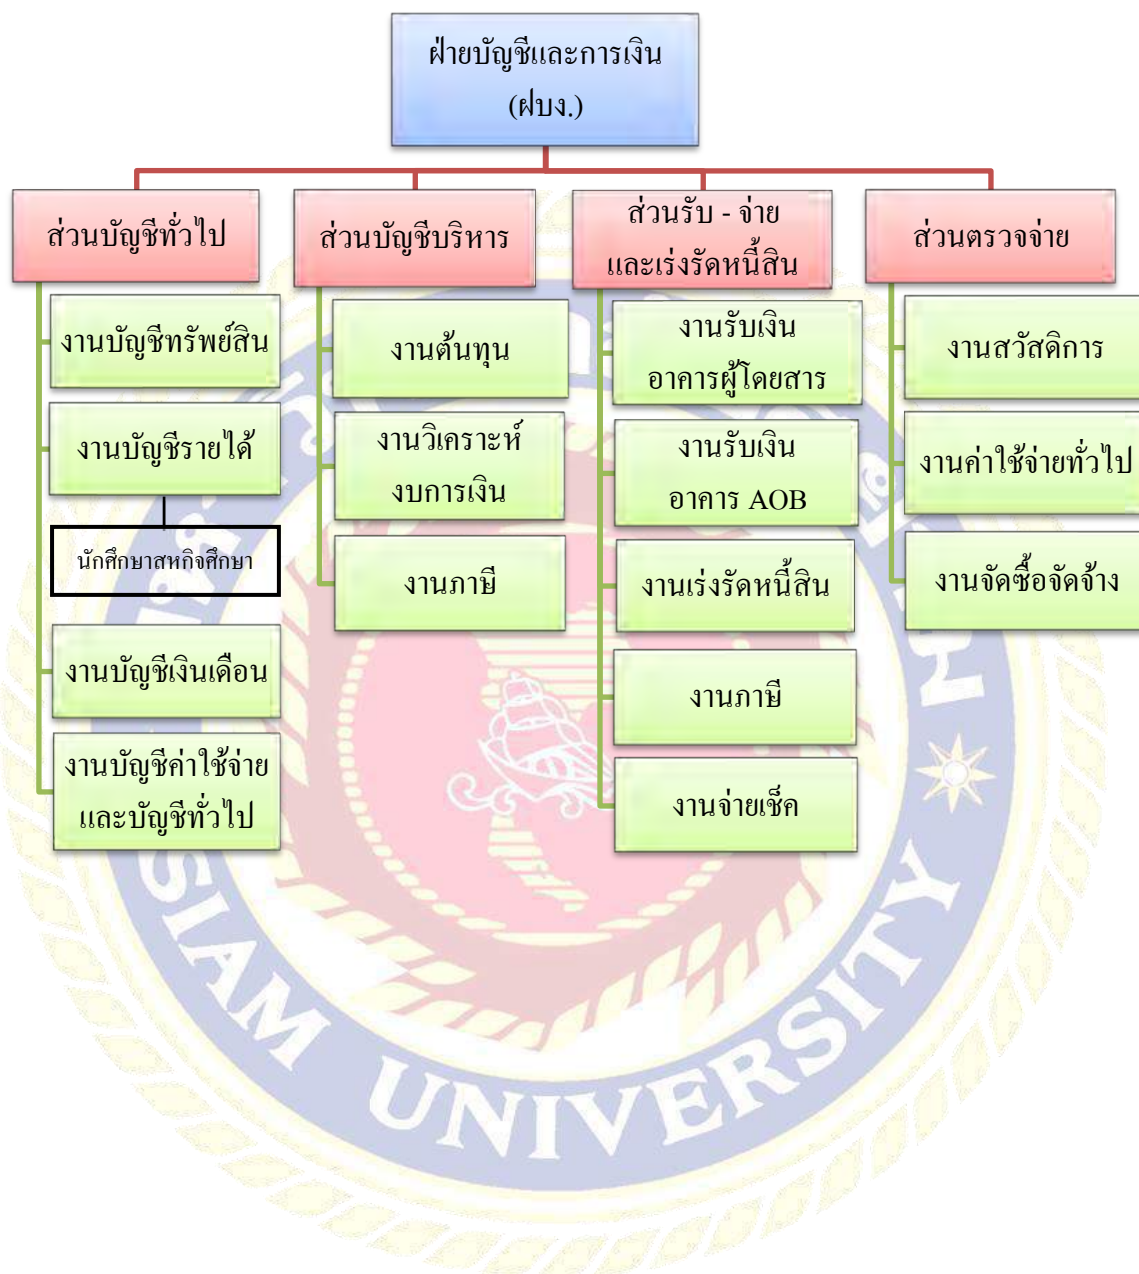 ฝ่ายบัญชีและการเงิน
(ฝบง.)
ส่วนบัญชีทั่วไป
งานบัญชีทรัพย์สิน
งานบัญชีรายได้
นักศึกษาสหกิจศึกษา
งานบัญชีเงินเดือน
งานบัญชีค่าใช้จ่าย
และบัญชีทั่วไป
ส่วนบัญชีบริหาร
งานต้นทุน
งานวิเคราะห์
งบการเงิน
งานภาษี
ส่วนรับ - จ่าย
และเร่งรัดหนี้สิน
งานรับเงิน
อาคารผู้โดยสาร
งานรับเงิน
อาคาร AOB
งานเร่งรัดหนี้สิน
งานภาษี
งานจ่ายเช็ค
ส่วนตรวจจ่าย
งานสวัสดิการ
งานค่าใช้จ่ายทั่วไป
งานจัดซื้อจัดจ้าง
SIAM UNIVERSITY